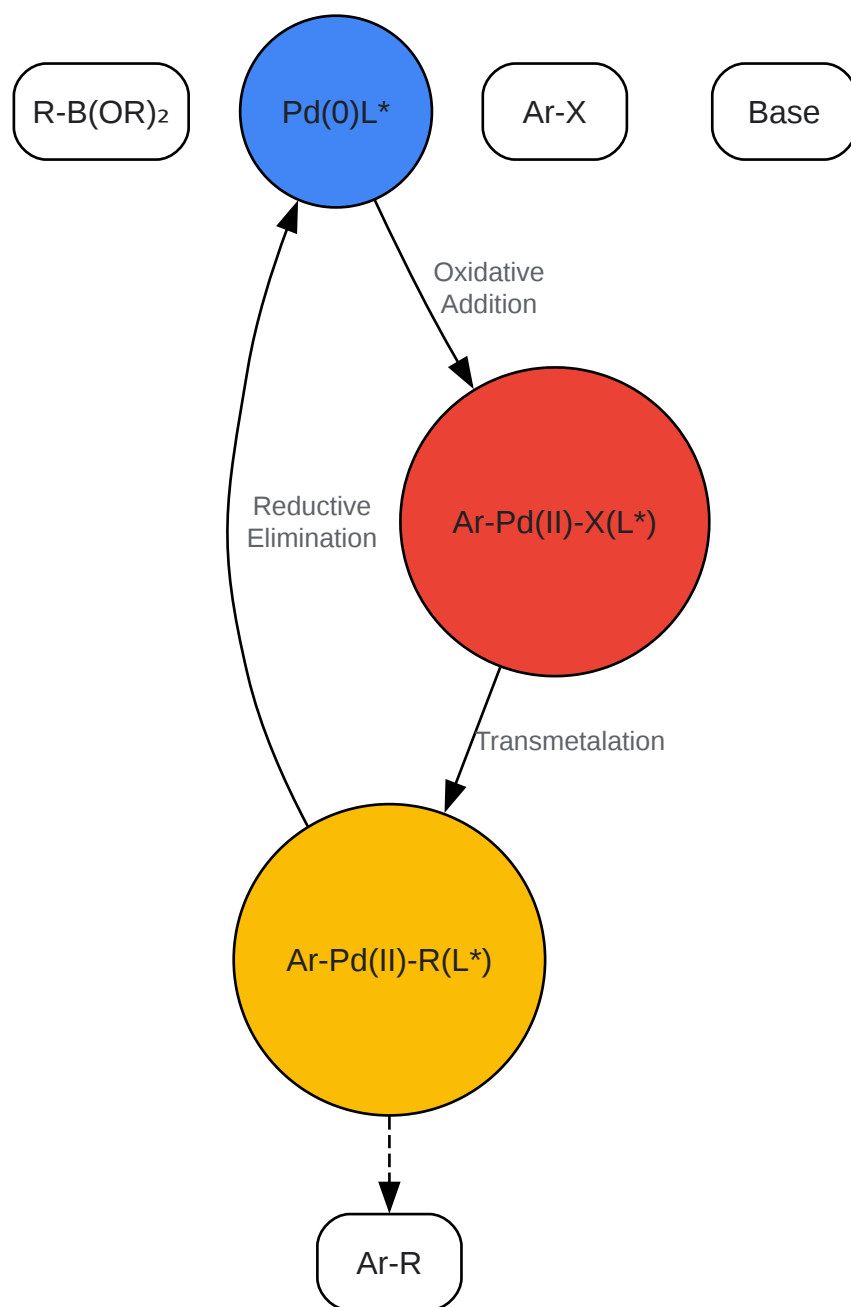 R-B(OR)₂
Pd(0)L*
Ar-X
Base
Oxidative
Addition
Ar-Pd(II)-X(L*)
Reductive
Elimination
Transmetalation
Ar-Pd(II)-R(L*)
Ar-R